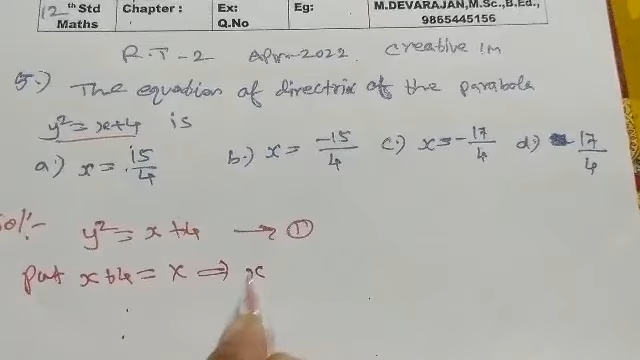 12th Std Maths
Chapter :
Ex:
Q.No
Eg:
M.DEVARAJAN,M.Sc.,B.Ed.,
9865445156
R.T-2 Apr-2022. Creative 1M
5.) The equation of directrix of the parabola
y²=x+4 is
a.) x = 15/4 b.) x = -15/4 c.) x=-17/4 d.) 17/4
Sol:- y²=x+4 → ①
put x+4 = X ⇒ x